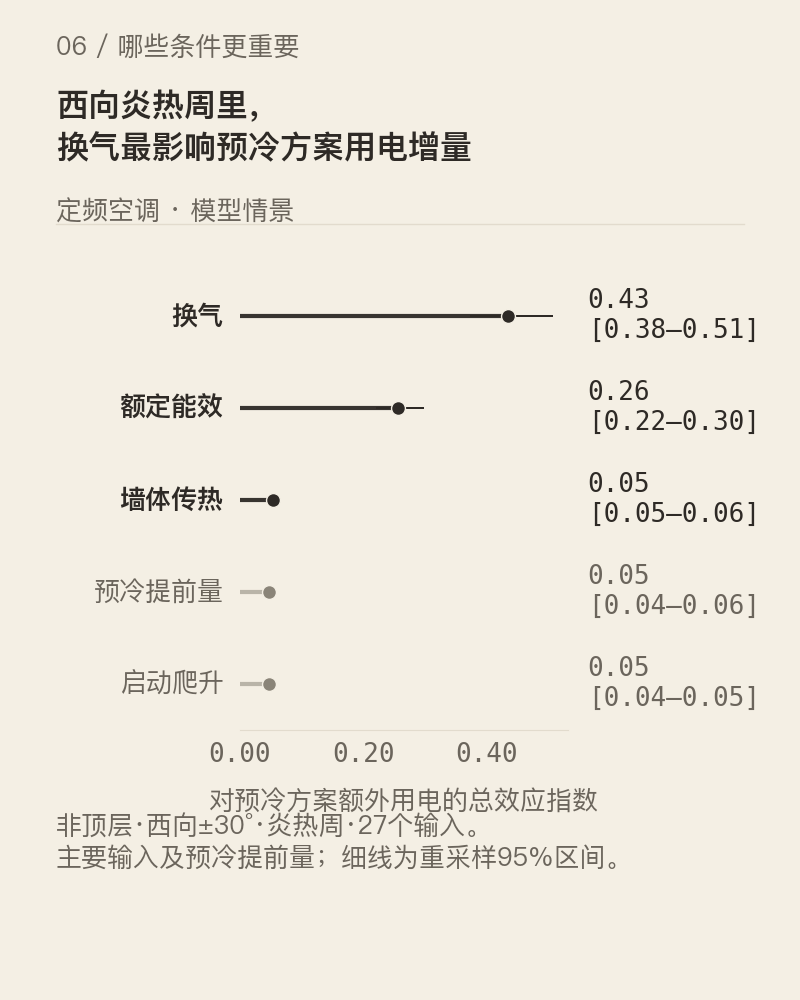 06 / 哪些条件更重要
西向炎热周里，
换气最影响预冷方案用电增量
定频空调 · 模型情景
换气
0.43
[0.38–0.51]
额定能效
0.26
[0.22–0.30]
墙体传热
0.05
[0.05–0.06]
预冷提前量
0.05
[0.04–0.06]
启动爬升
0.05
[0.04–0.05]
0.00 0.20 0.40
对预冷方案额外用电的总效应指数
非顶层·西向±30°·炎热周·27个输入。
主要输入及预冷提前量；细线为重采样95%区间。